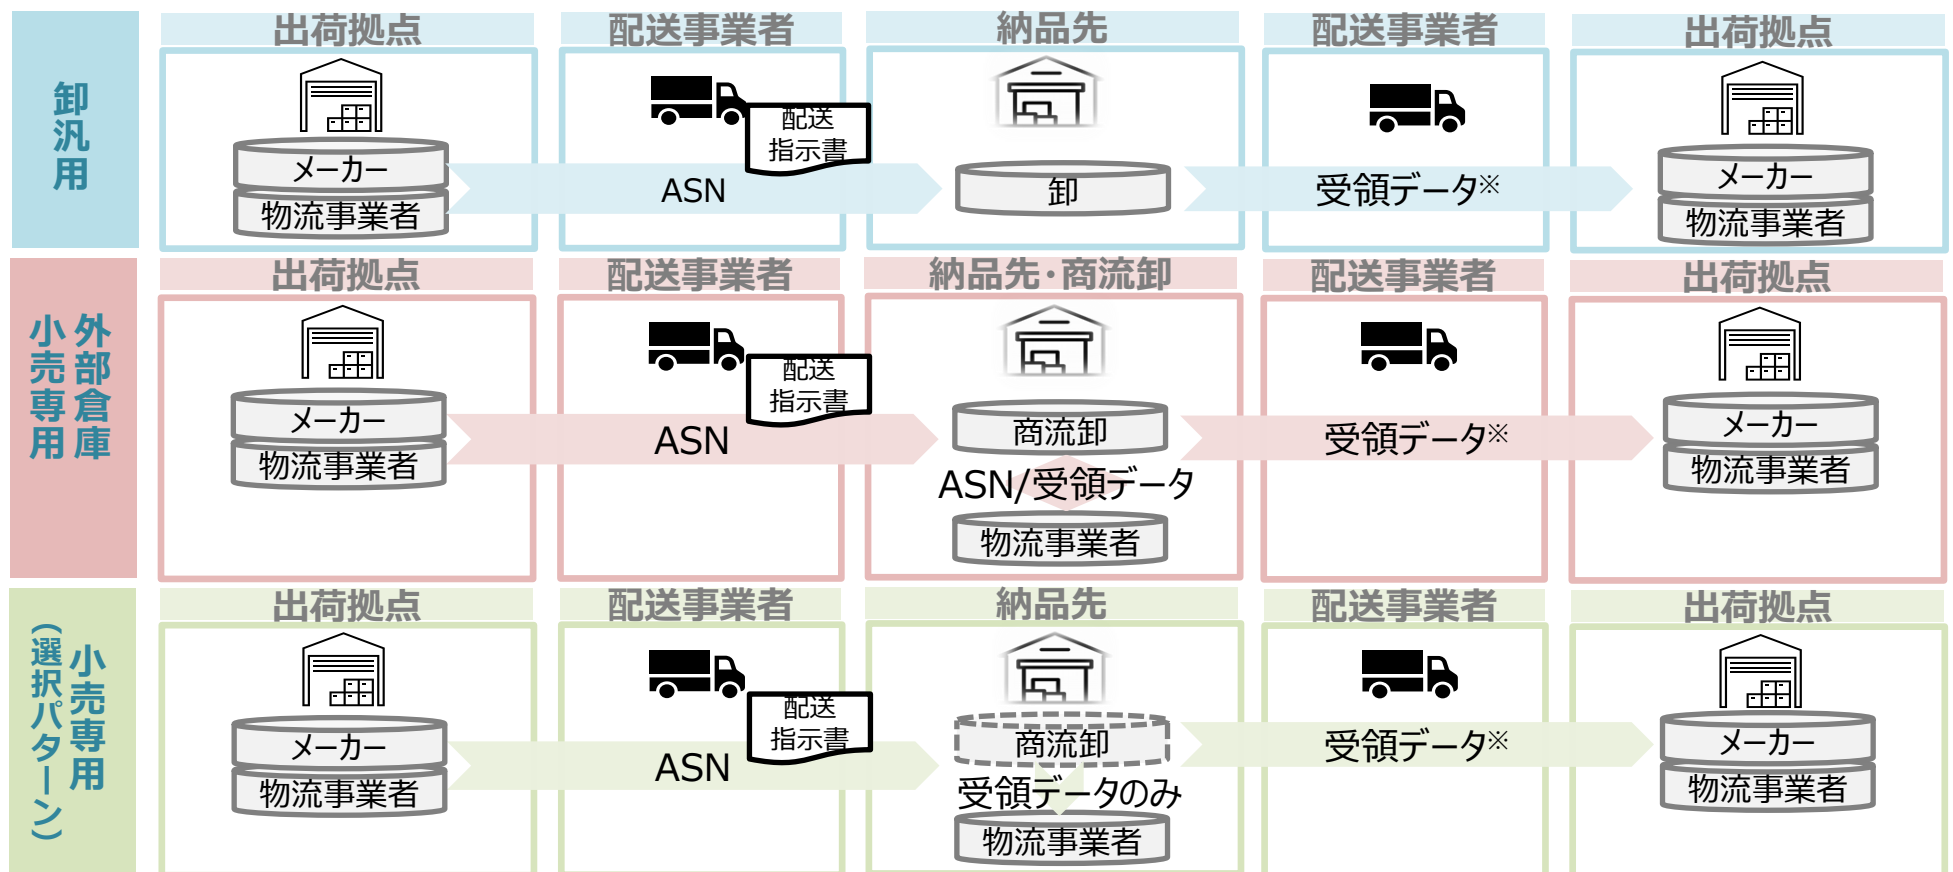 卸汎用
出荷拠点
配送事業者
納品先
配送事業者
出荷拠点
メーカー
物流事業者
配送
指示書
ASN
卸
受領データ※
メーカー
物流事業者
外部倉庫
小売専用
出荷拠点
配送事業者
納品先・商流卸
配送事業者
出荷拠点
メーカー
物流事業者
配送
指示書
ASN
商流卸
ASN/受領データ
物流事業者
受領データ※
メーカー
物流事業者
小売専用
(選択パターン)
出荷拠点
配送事業者
納品先
配送事業者
出荷拠点
メーカー
物流事業者
配送
指示書
ASN
商流卸
受領データのみ
物流事業者
受領データ※
メーカー
物流事業者